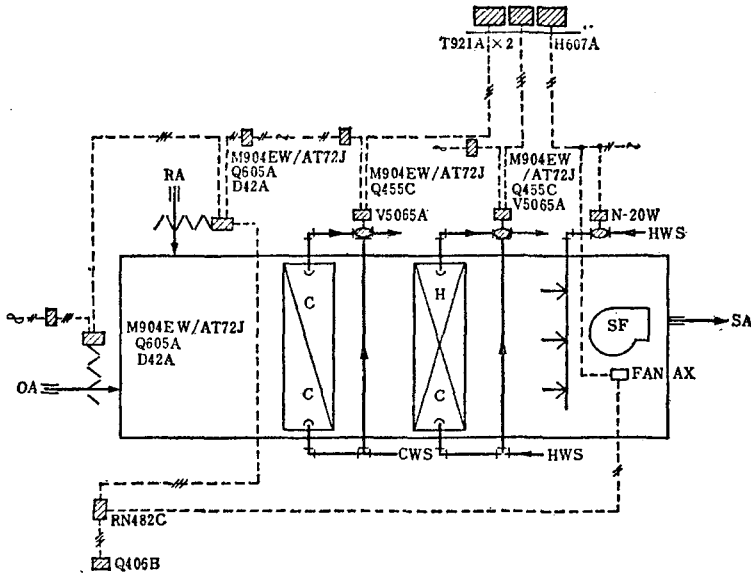 T921A × 2 H607A
M904EW/AT72J
Q605A
D42A
RA
M904EW/AT72J
Q455C
V5065A
M904EW
/AT72J
Q455C
V5065A
N-20W
HWS
M904EW/AT72J
Q605A
D42A
C
C
H
C
SF
SA
OA
FAN AX
CWS
HWS
RN482C
Q406B